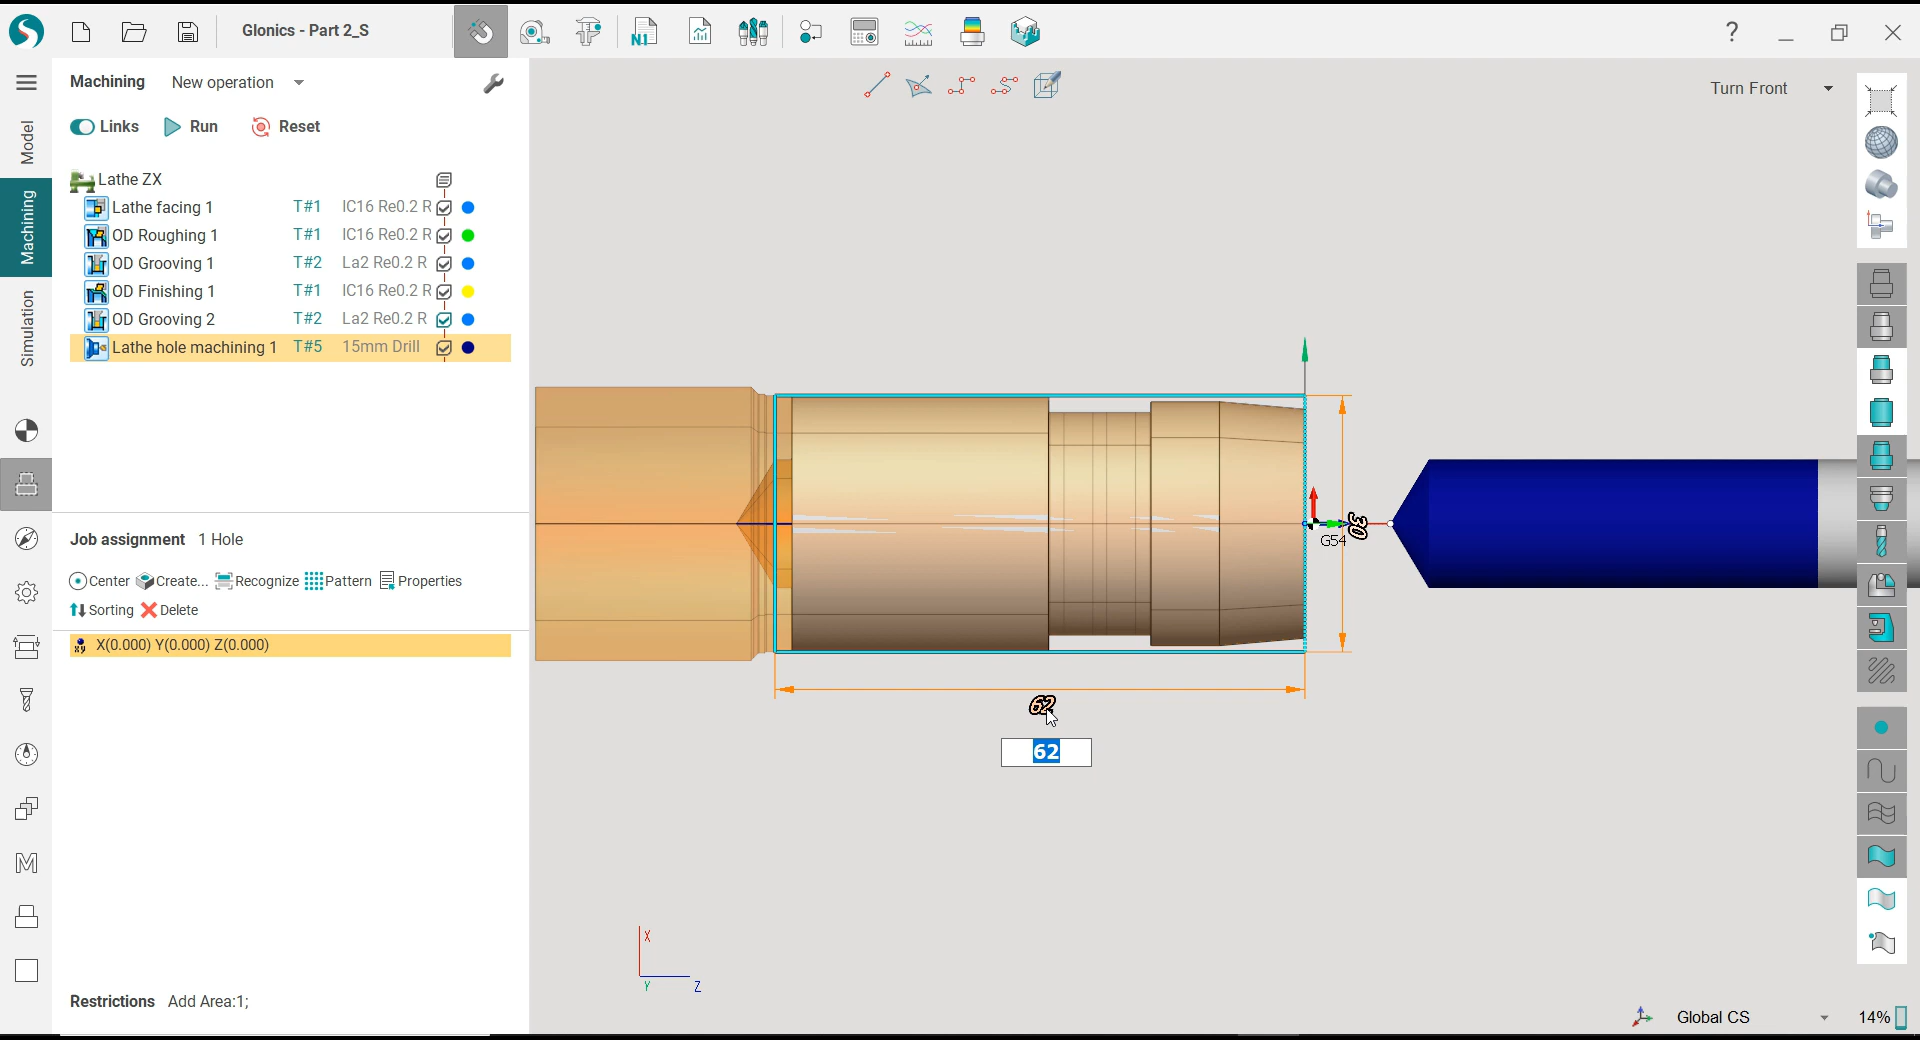 Glonics - Part 2_S
N1
?
Machining New operation
Links Run Reset
Model
Machining
Simulation
Lathe ZX
Lathe facing 1 T#1 IC16 Re0.2 R
OD Roughing 1 T#1 IC16 Re0.2 R
OD Grooving 1 T#2 La2 Re0.2 R
OD Finishing 1 T#1 IC16 Re0.2 R
OD Grooving 2 T#2 La2 Re0.2 R
Lathe hole machining 1 T#5 15mm Drill
Turn Front
30
G54
62
62
Job assignment 1 Hole
Center Create... Recognize Pattern Properties
Sorting Delete
xy X(0.000) Y(0.000) Z(0.000)
M
X
Y Z
Restrictions Add Area:1;
Global CS 14%